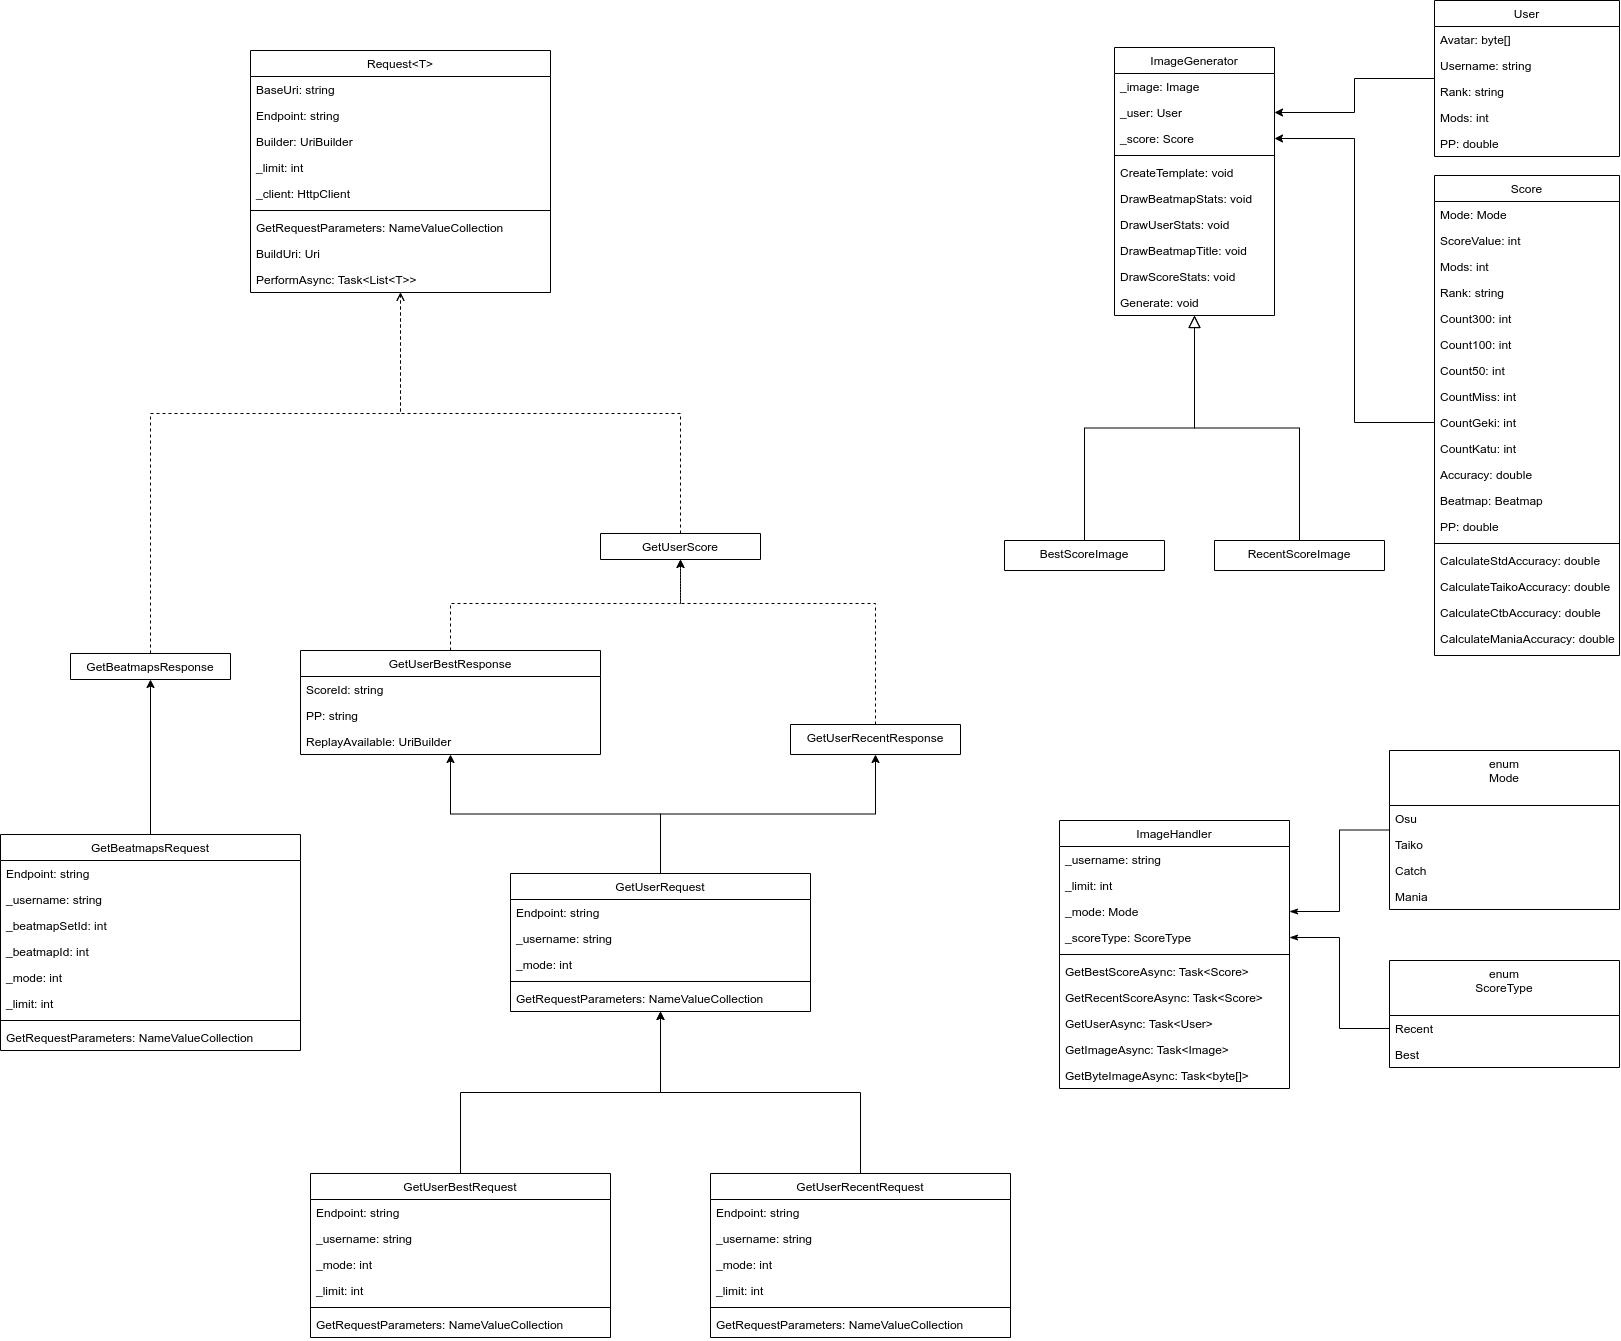 Request<T>
BaseUri: string
Endpoint: string
Builder: UriBuilder
_limit: int
_client: HttpClient
GetRequestParameters: NameValueCollection
BuildUri: Uri
PerformAsync: Task<List<T>>
ImageGenerator
_image: Image
_user: User
_score: Score
CreateTemplate: void
DrawBeatmapStats: void
DrawUserStats: void
DrawBeatmapTitle: void
DrawScoreStats: void
Generate: void
User
Avatar: byte[]
Username: string
Rank: string
Mods: int
PP: double
Score
Mode: Mode
ScoreValue: int
Mods: int
Rank: string
Count300: int
Count100: int
Count50: int
CountMiss: int
CountGeki: int
CountKatu: int
Accuracy: double
Beatmap: Beatmap
PP: double
CalculateStdAccuracy: double
CalculateTaikoAccuracy: double
CalculateCtbAccuracy: double
CalculateManiaAccuracy: double
GetUserScore
BestScoreImage
RecentScoreImage
GetBeatmapsResponse
GetUserBestResponse
ScoreId: string
PP: string
ReplayAvailable: UriBuilder
GetUserRecentResponse
GetBeatmapsRequest
Endpoint: string
_username: string
_beatmapSetId: int
_beatmapId: int
_mode: int
_limit: int
GetRequestParameters: NameValueCollection
GetUserRequest
Endpoint: string
_username: string
_mode: int
GetRequestParameters: NameValueCollection
ImageHandler
_username: string
_limit: int
_mode: Mode
_scoreType: ScoreType
GetBestScoreAsync: Task<Score>
GetRecentScoreAsync: Task<Score>
GetUserAsync: Task<User>
GetImageAsync: Task<Image>
GetByteImageAsync: Task<byte[]>
enum
Mode
Osu
Taiko
Catch
Mania
enum
ScoreType
Recent
Best
GetUserBestRequest
Endpoint: string
_username: string
_mode: int
_limit: int
GetRequestParameters: NameValueCollection
GetUserRecentRequest
Endpoint: string
_username: string
_mode: int
_limit: int
GetRequestParameters: NameValueCollection